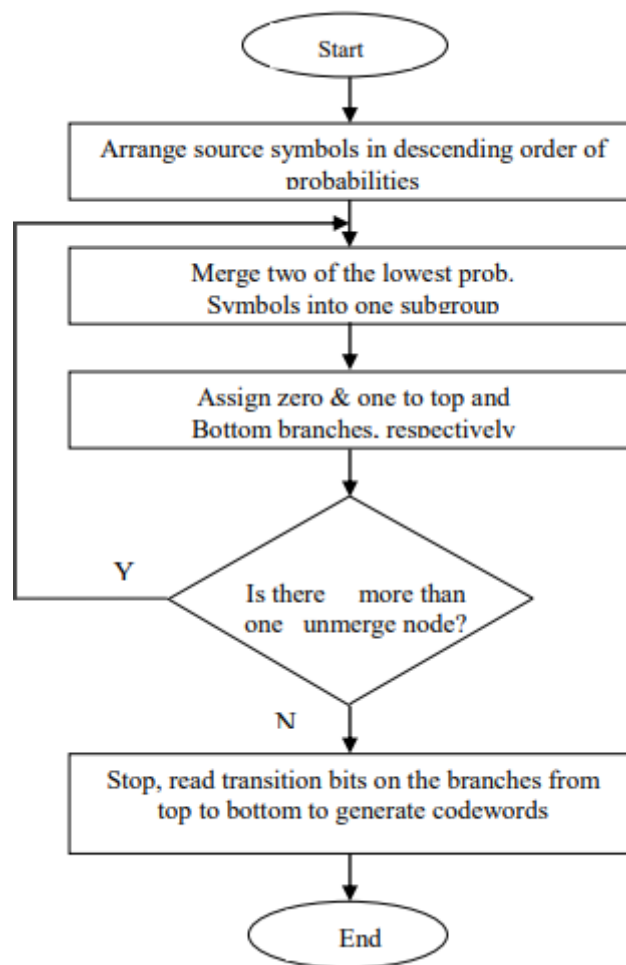 Start
Arrange source symbols in descending order of
probabilities
Merge two of the lowest prob.
Symbols into one subgroup
Assign zero & one to top and
Bottom branches, respectively
Y
Is there more than
one unmerge node?
N
Stop, read transition bits on the branches from
top to bottom to generate codewords
End